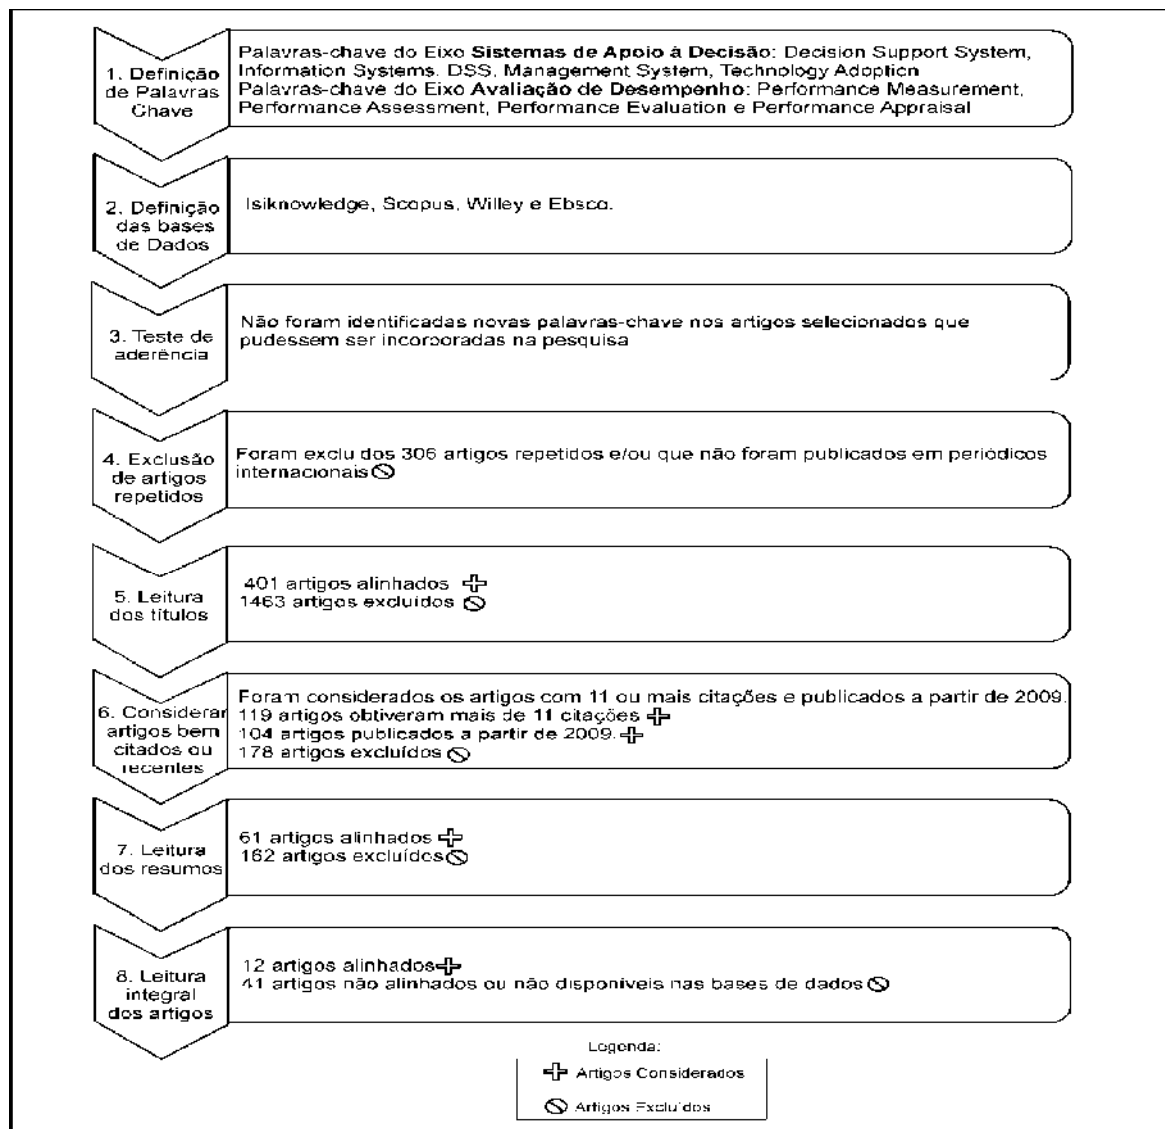 1. Definição
de Palavras
Chave
Palavras-chave do Eixo Sistemas de Apoio à Decisão: Decision Support System,
Information Systems. DSS, Management System, Technology Adoption
Palavras-chave do Eixo Avaliação de Desempenho: Performance Measurement,
Performance Assessment, Performance Evaluation e Performance Appraisal
2. Definição
das bases
de Dados
Isiknowledge, Scopus, Willey e Ebsco.
3. Teste de
aderência
Não foram identificadas novas palavras-chave nos artigos selecionados que
pudessem ser incorporadas na pesquisa
4. Exclusão
de artigos
repetidos
Foram exclu dos 306 artigos repetidos e/ou que não foram publicados em periódicos
internacionais
5. Leitura
dos títulos
401 artigos alinhados
1463 artigos excluídos
6. Considerar
artigos bem
citados ou
recentes
Foram considerados os artigos com 11 ou mais citações e publicados a partir de 2009.
119 artigos obtiveram mais de 11 citações
104 artigos publicados a partir de 2009.
178 artigos excluídos
7. Leitura
dos resumos
61 artigos alinhados
162 artigos excluídos
8. Leitura
integral
dos artigos
12 artigos alinhados
41 artigos não alinhados ou não disponíveis nas bases de dados
Legenda:
Artigos Considerados
Artigos Excluídos